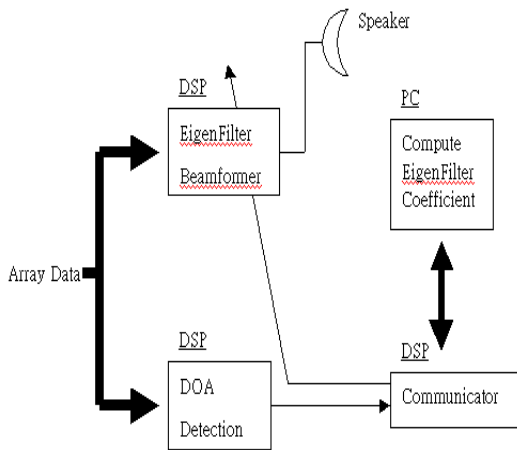 Speaker
DSP
EigenFilter
Beamformer
PC
Compute
EigenFilter
Coefficient
Array Data
DSP
DOA
Detection
DSP
Communicator